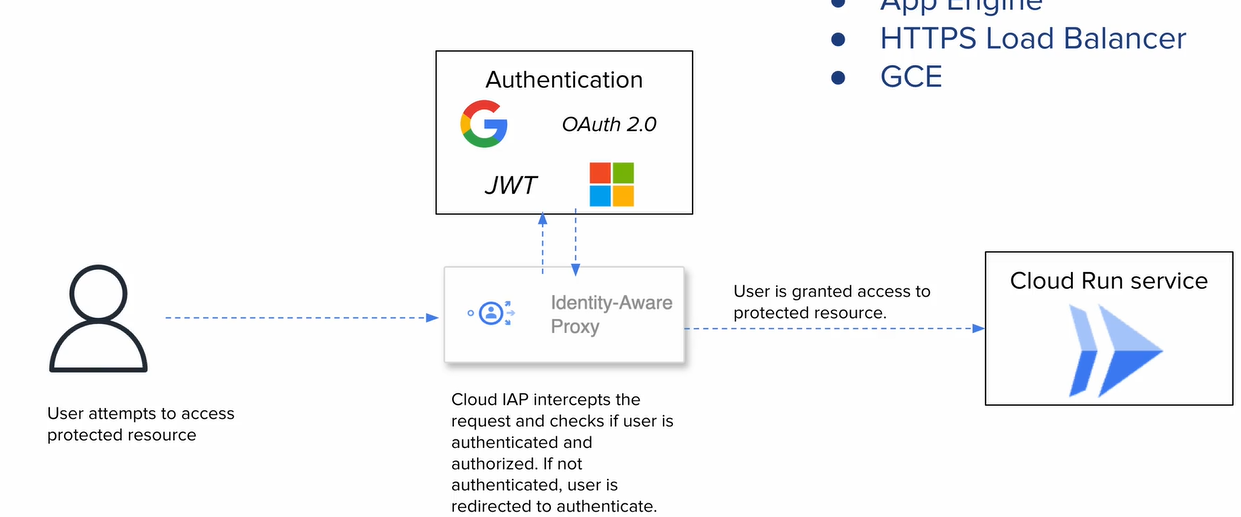 App Engine
HTTPS Load Balancer
GCE
Authentication
OAuth 2.0
JWT
Identity-Aware
Proxy
User is granted access to
protected resource.
Cloud Run service
User attempts to access
protected resource
Cloud IAP intercepts the
request and checks if user is
authenticated and
authorized. If not
authenticated, user is
redirected to authenticate.